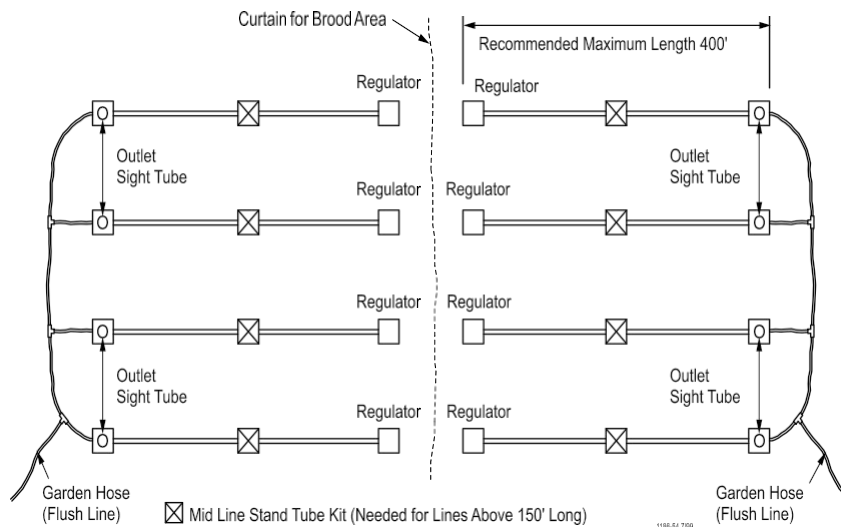 Curtain for Brood Area
Recommended Maximum Length 400'
Regulator
Regulator
Outlet
Sight Tube
Outlet
Sight Tube
Regulator
Regulator
Regulator
Regulator
Outlet
Sight Tube
Outlet
Sight Tube
Regulator
Regulator
Garden Hose
(Flush Line)
Mid Line Stand Tube Kit (Needed for Lines Above 150' Long)
Garden Hose
(Flush Line)